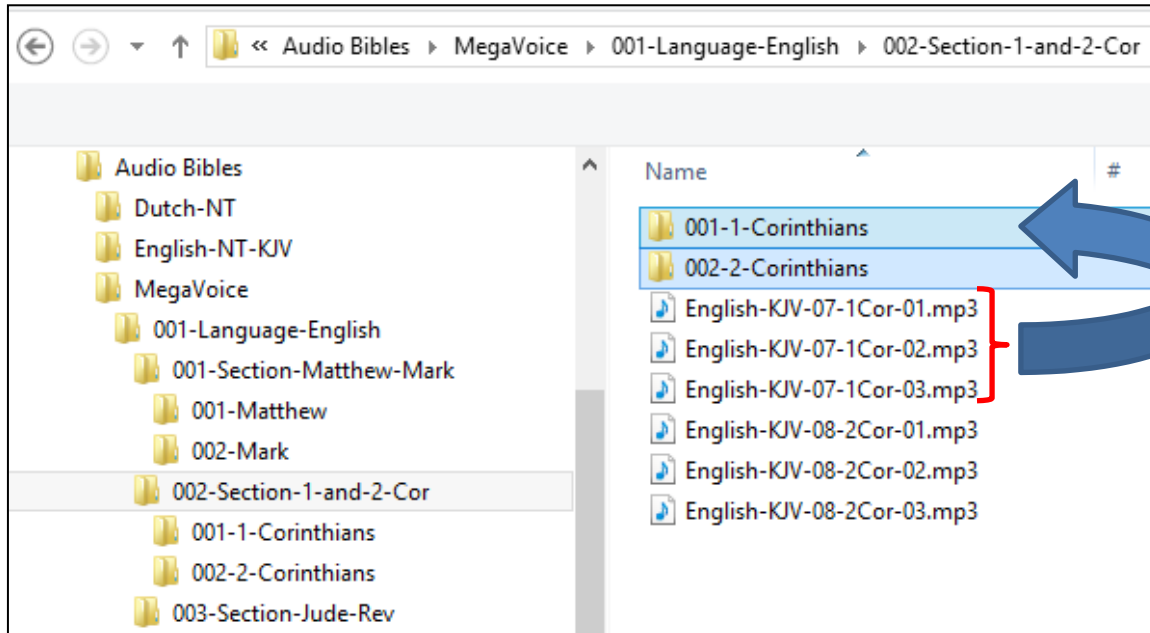 « Audio Bibles MegaVoice 001-Language-English 002-Section-1-and-2-Cor
Audio Bibles
Dutch-NT
English-NT-KJV
MegaVoice
001-Language-English
001-Section-Matthew-Mark
001-Matthew
002-Mark
002-Section-1-and-2-Cor
001-1-Corinthians
002-2-Corinthians
003-Section-Jude-Rev
Name #
001-1-Corinthians
002-2-Corinthians
English-KJV-07-1Cor-01.mp3
English-KJV-07-1Cor-02.mp3
English-KJV-07-1Cor-03.mp3
English-KJV-08-2Cor-01.mp3
English-KJV-08-2Cor-02.mp3
English-KJV-08-2Cor-03.mp3